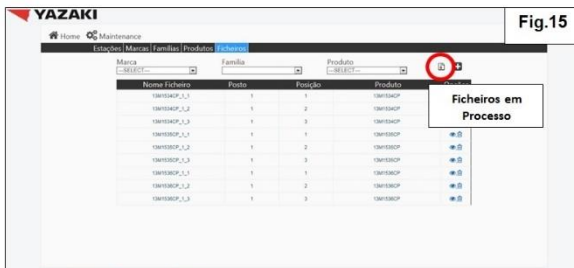 YAZAKI
Fig.15
Home Maintenance
Estações Marcas Famílias Produtos Ficheiros
Marca Família Produto
---SELECT--- ---SELECT---
Nome Ficheiro Posto Posição Produto
Ficheiros em
Processo
13M1534CP_1_1 1 1 13M1534CP
13M1534CP_1_2 1 2 13M1534CP
13M1534CP_1_3 1 3 13M1534CP
13M1535CP_1_1 1 1 13M1535CP
13M1535CP_1_2 1 2 13M1535CP
13M1535CP_1_3 1 3 13M1535CP
13M1536CP_1_1 1 1 13M1536CP
13M1536CP_1_2 1 2 13M1536CP
13M1536CP_1_3 1 3 13M1536CP